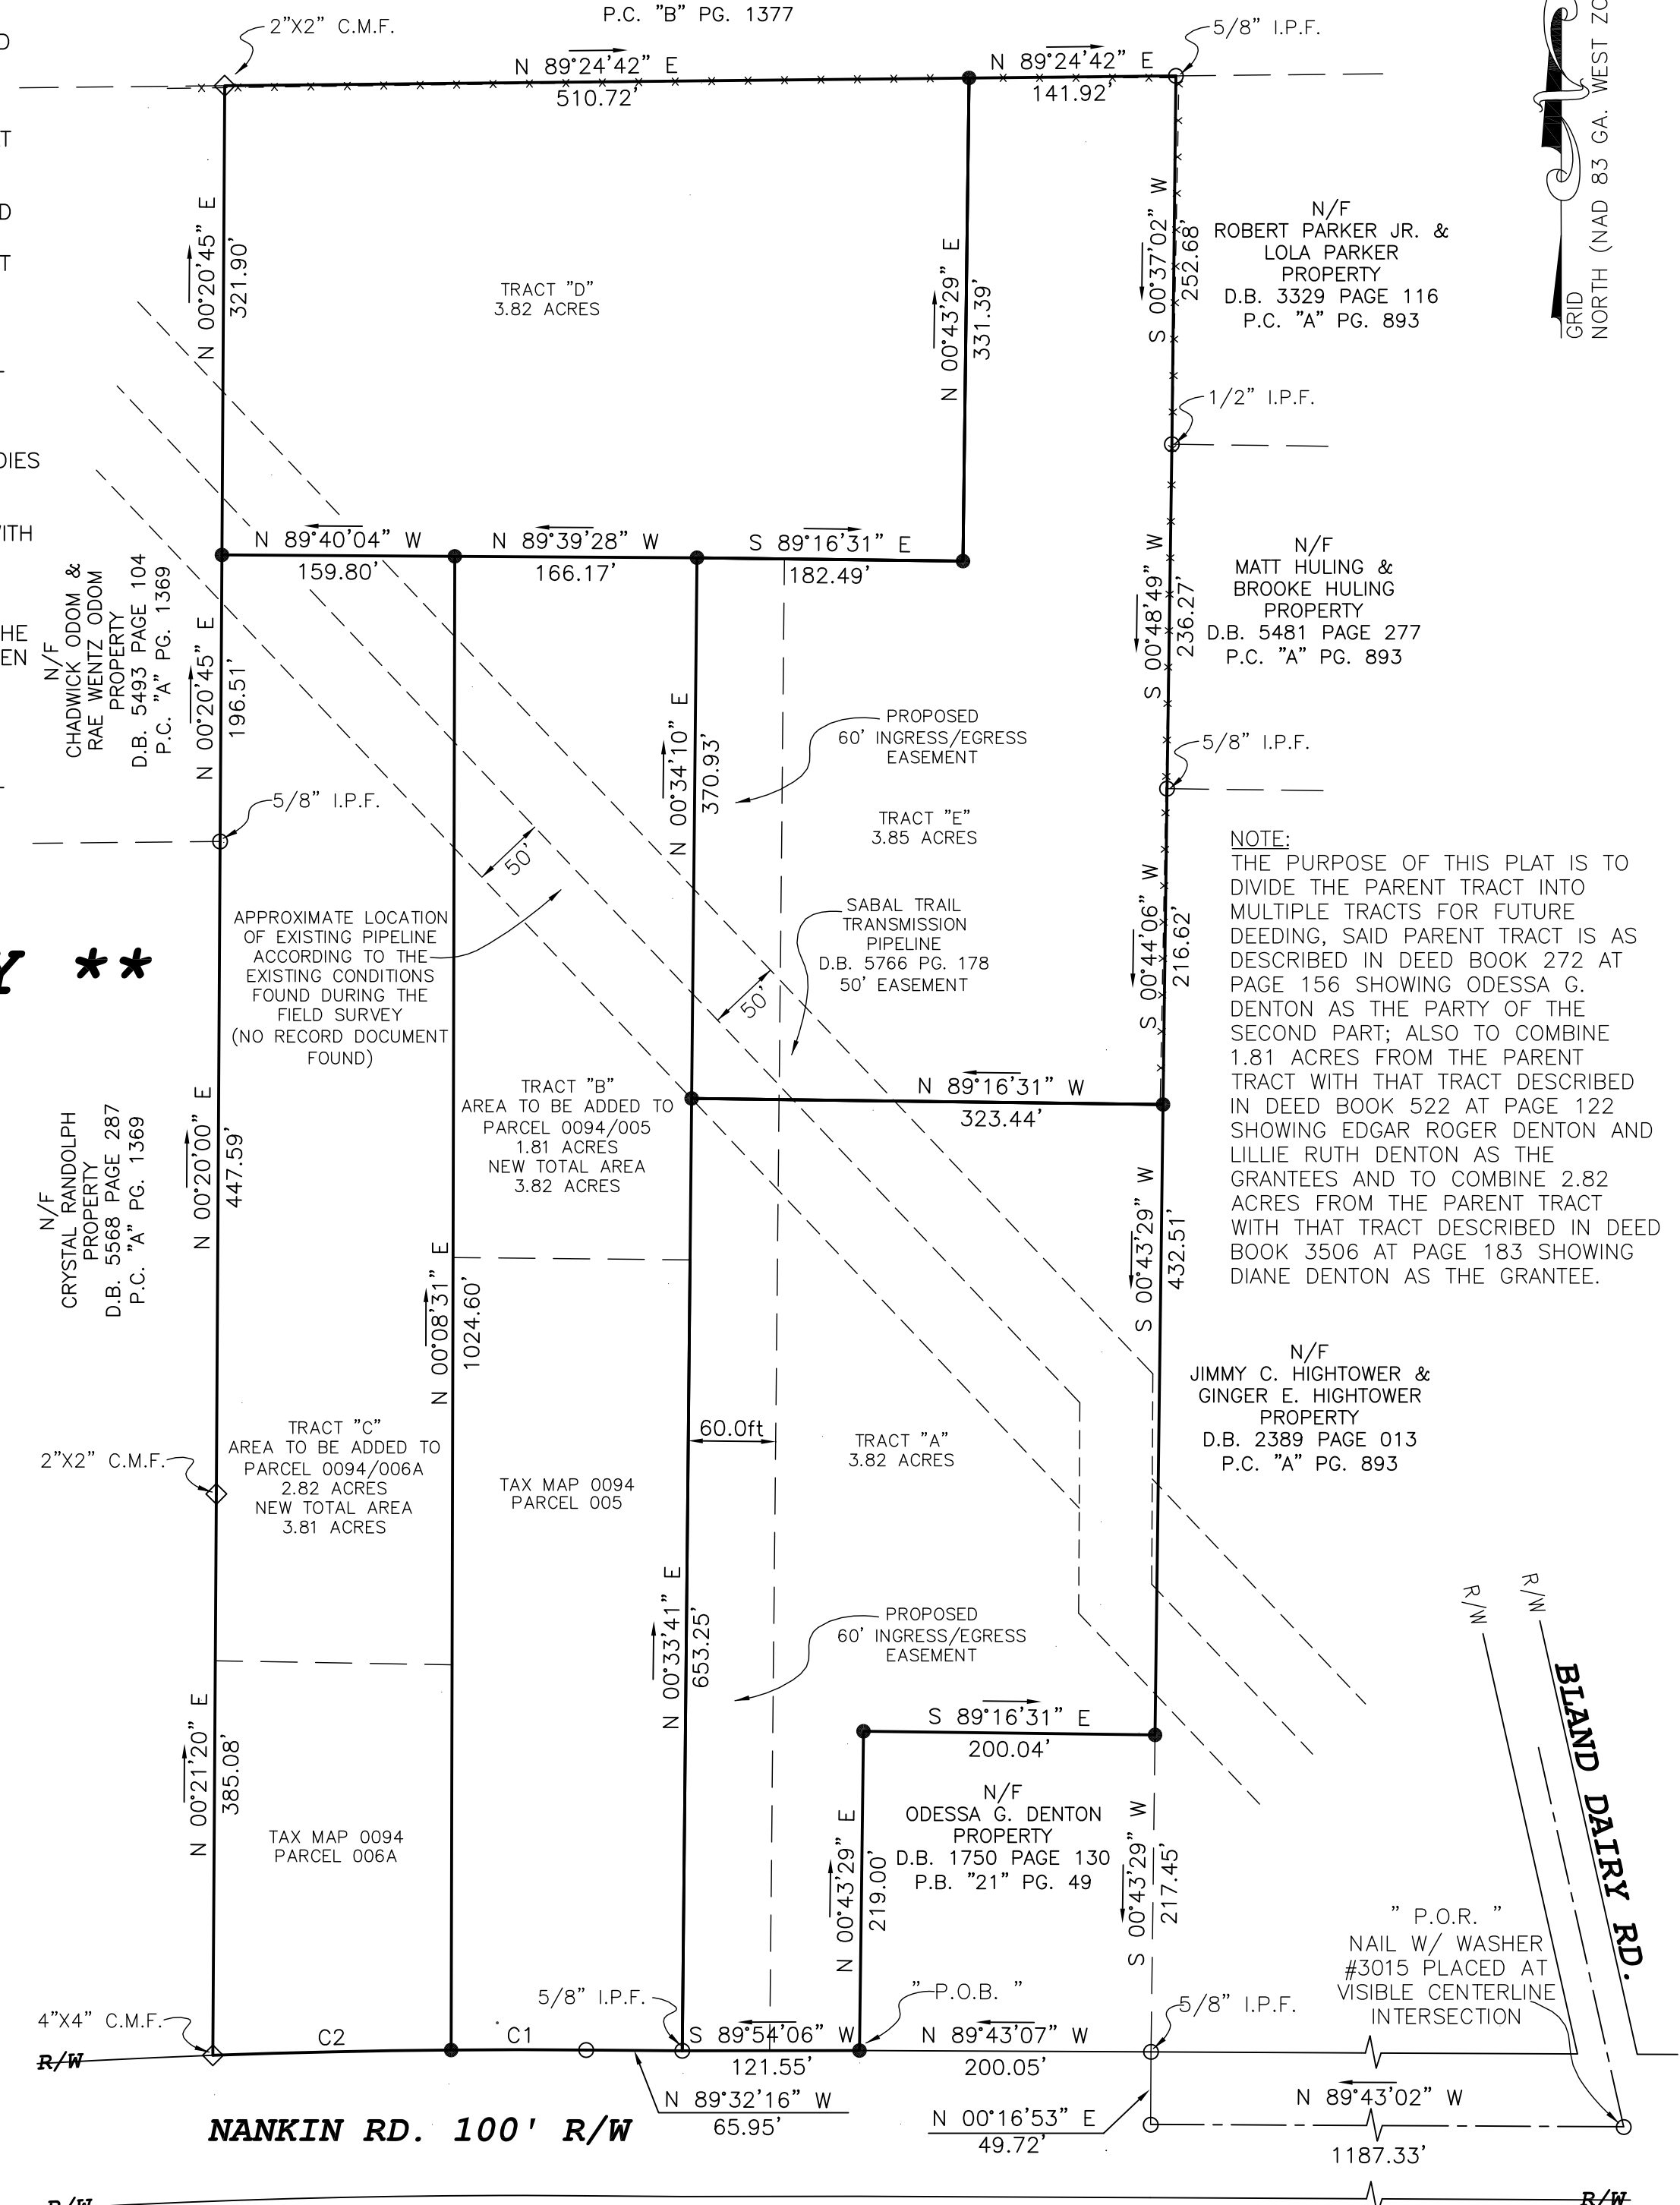 P.C. "B" PG. 1377
2"X2" C.M.F.
5/8" I.P.F.
N 89°24'42" E
510.72'
N 89°24'42" E
141.92'
GRID
NORTH (NAD 83 GA. WEST ZO
N 00°20'45" E
321.90'
TRACT "D"
3.82 ACRES
N 00°43'29" E
331.39'
S 00°37'02" W
252.68'
N/F
ROBERT PARKER JR. &
LOLA PARKER
PROPERTY
D.B. 3329 PAGE 116
P.C. "A" PG. 893
1/2" I.P.F.
DIES
WITH
HE
EN
N 89°40'04" W
159.80'
N 89°39'28" W
166.17'
S 89°16'31" E
182.49'
N/F
CHADWICK ODOM &
RAE WENTZ ODOM
PROPERTY
D.B. 5493 PAGE 104
P.C. "A" PG. 1369
N 00°20'45" E
196.51'
S 00°48'49" W
236.27'
N/F
MATT HULING &
BROOKE HULING
PROPERTY
D.B. 5481 PAGE 277
P.C. "A" PG. 893
N 00°34'10" E
370.93'
PROPOSED
60' INGRESS/EGRESS
EASEMENT
5/8" I.P.F.
5/8" I.P.F.
TRACT "E"
3.85 ACRES
50'
Y **
APPROXIMATE LOCATION
OF EXISTING PIPELINE
ACCORDING TO THE
EXISTING CONDITIONS
FOUND DURING THE
FIELD SURVEY
(NO RECORD DOCUMENT
FOUND)
SABAL TRAIL
TRANSMISSION
PIPELINE
D.B. 5766 PG. 178
50' EASEMENT
50'
S 00°44'06" W
216.62'
NOTE:
THE PURPOSE OF THIS PLAT IS TO
DIVIDE THE PARENT TRACT INTO
MULTIPLE TRACTS FOR FUTURE
DEEDING, SAID PARENT TRACT IS AS
DESCRIBED IN DEED BOOK 272 AT
PAGE 156 SHOWING ODESSA G.
DENTON AS THE PARTY OF THE
SECOND PART; ALSO TO COMBINE
1.81 ACRES FROM THE PARENT
TRACT WITH THAT TRACT DESCRIBED
IN DEED BOOK 522 AT PAGE 122
SHOWING EDGAR ROGER DENTON AND
LILLIE RUTH DENTON AS THE
GRANTEES AND TO COMBINE 2.82
ACRES FROM THE PARENT TRACT
WITH THAT TRACT DESCRIBED IN DEED
BOOK 3506 AT PAGE 183 SHOWING
DIANE DENTON AS THE GRANTEE.
N/F
CRYSTAL RANDOLPH
PROPERTY
D.B. 5568 PAGE 287
P.C. "A" PG. 1369
N 00°20'00" E
447.59'
TRACT "B"
AREA TO BE ADDED TO
PARCEL 0094/005
1.81 ACRES
NEW TOTAL AREA
3.82 ACRES
N 89°16'31" W
323.44'
N 00°08'31" E
1024.60'
S 00°43'29" W
432.51'
N/F
JIMMY C. HIGHTOWER &
GINGER E. HIGHTOWER
PROPERTY
D.B. 2389 PAGE 013
P.C. "A" PG. 893
2"X2" C.M.F.
TRACT "C"
AREA TO BE ADDED TO
PARCEL 0094/006A
2.82 ACRES
NEW TOTAL AREA
3.81 ACRES
TAX MAP 0094
PARCEL 005
60.0ft
TRACT "A"
3.82 ACRES
N 00°33'41" E
653.25'
PROPOSED
60' INGRESS/EGRESS
EASEMENT
R/W
R/W
BLAND DAIRY RD.
N 00°21'20" E
385.08'
S 89°16'31" E
200.04'
TAX MAP 0094
PARCEL 006A
N 00°43'29" E
219.00'
N/F
ODESSA G. DENTON
PROPERTY
D.B. 1750 PAGE 130
P.B. "21" PG. 49
S 00°43'29" W
217.45'
" P.O.R. "
NAIL W/ WASHER
#3015 PLACED AT
VISIBLE CENTERLINE
INTERSECTION
4"X4" C.M.F.
5/8" I.P.F.
" P.O.B. "
5/8" I.P.F.
R/W
C2
C1
S 89°54'06" W
121.55'
N 89°43'07" W
200.05'
N 89°32'16" W
65.95'
N 00°16'53" E
49.72'
N 89°43'02" W
1187.33'
NANKIN RD. 100' R/W
R/W
R/W